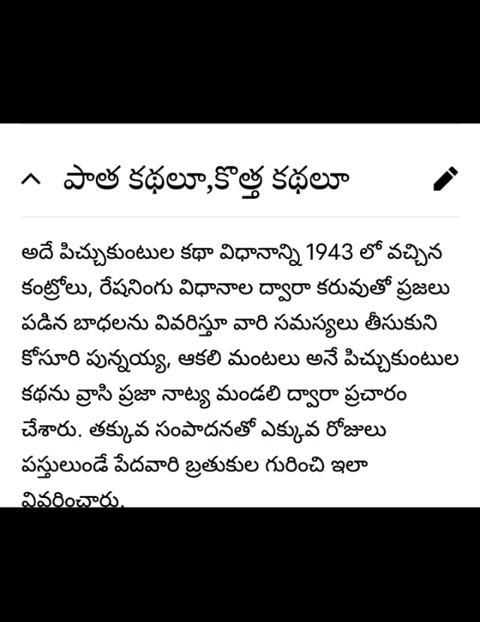 పాత కథలూ,కొత్త కథలూ
అదే పిచ్చుకుంటుల కథా విధానాన్ని 1943 లో వచ్చిన
కంట్రోలు, రేషనింగు విధానాల ద్వారా కరువుతో ప్రజలు
పడిన బాధలను వివరిస్తూ వారి సమస్యలు తీసుకుని
కోసూరి పున్నయ్య, ఆకలి మంటలు అనే పిచ్చుకుంటుల
కథను వ్రాసి ప్రజా నాట్య మండలి ద్వారా ప్రచారం
చేశారు. తక్కువ సంపాదనతో ఎక్కువ రోజులు
పస్తులుండే పేదవారి బ్రతుకుల గురించి ఇలా
వివరించారు.